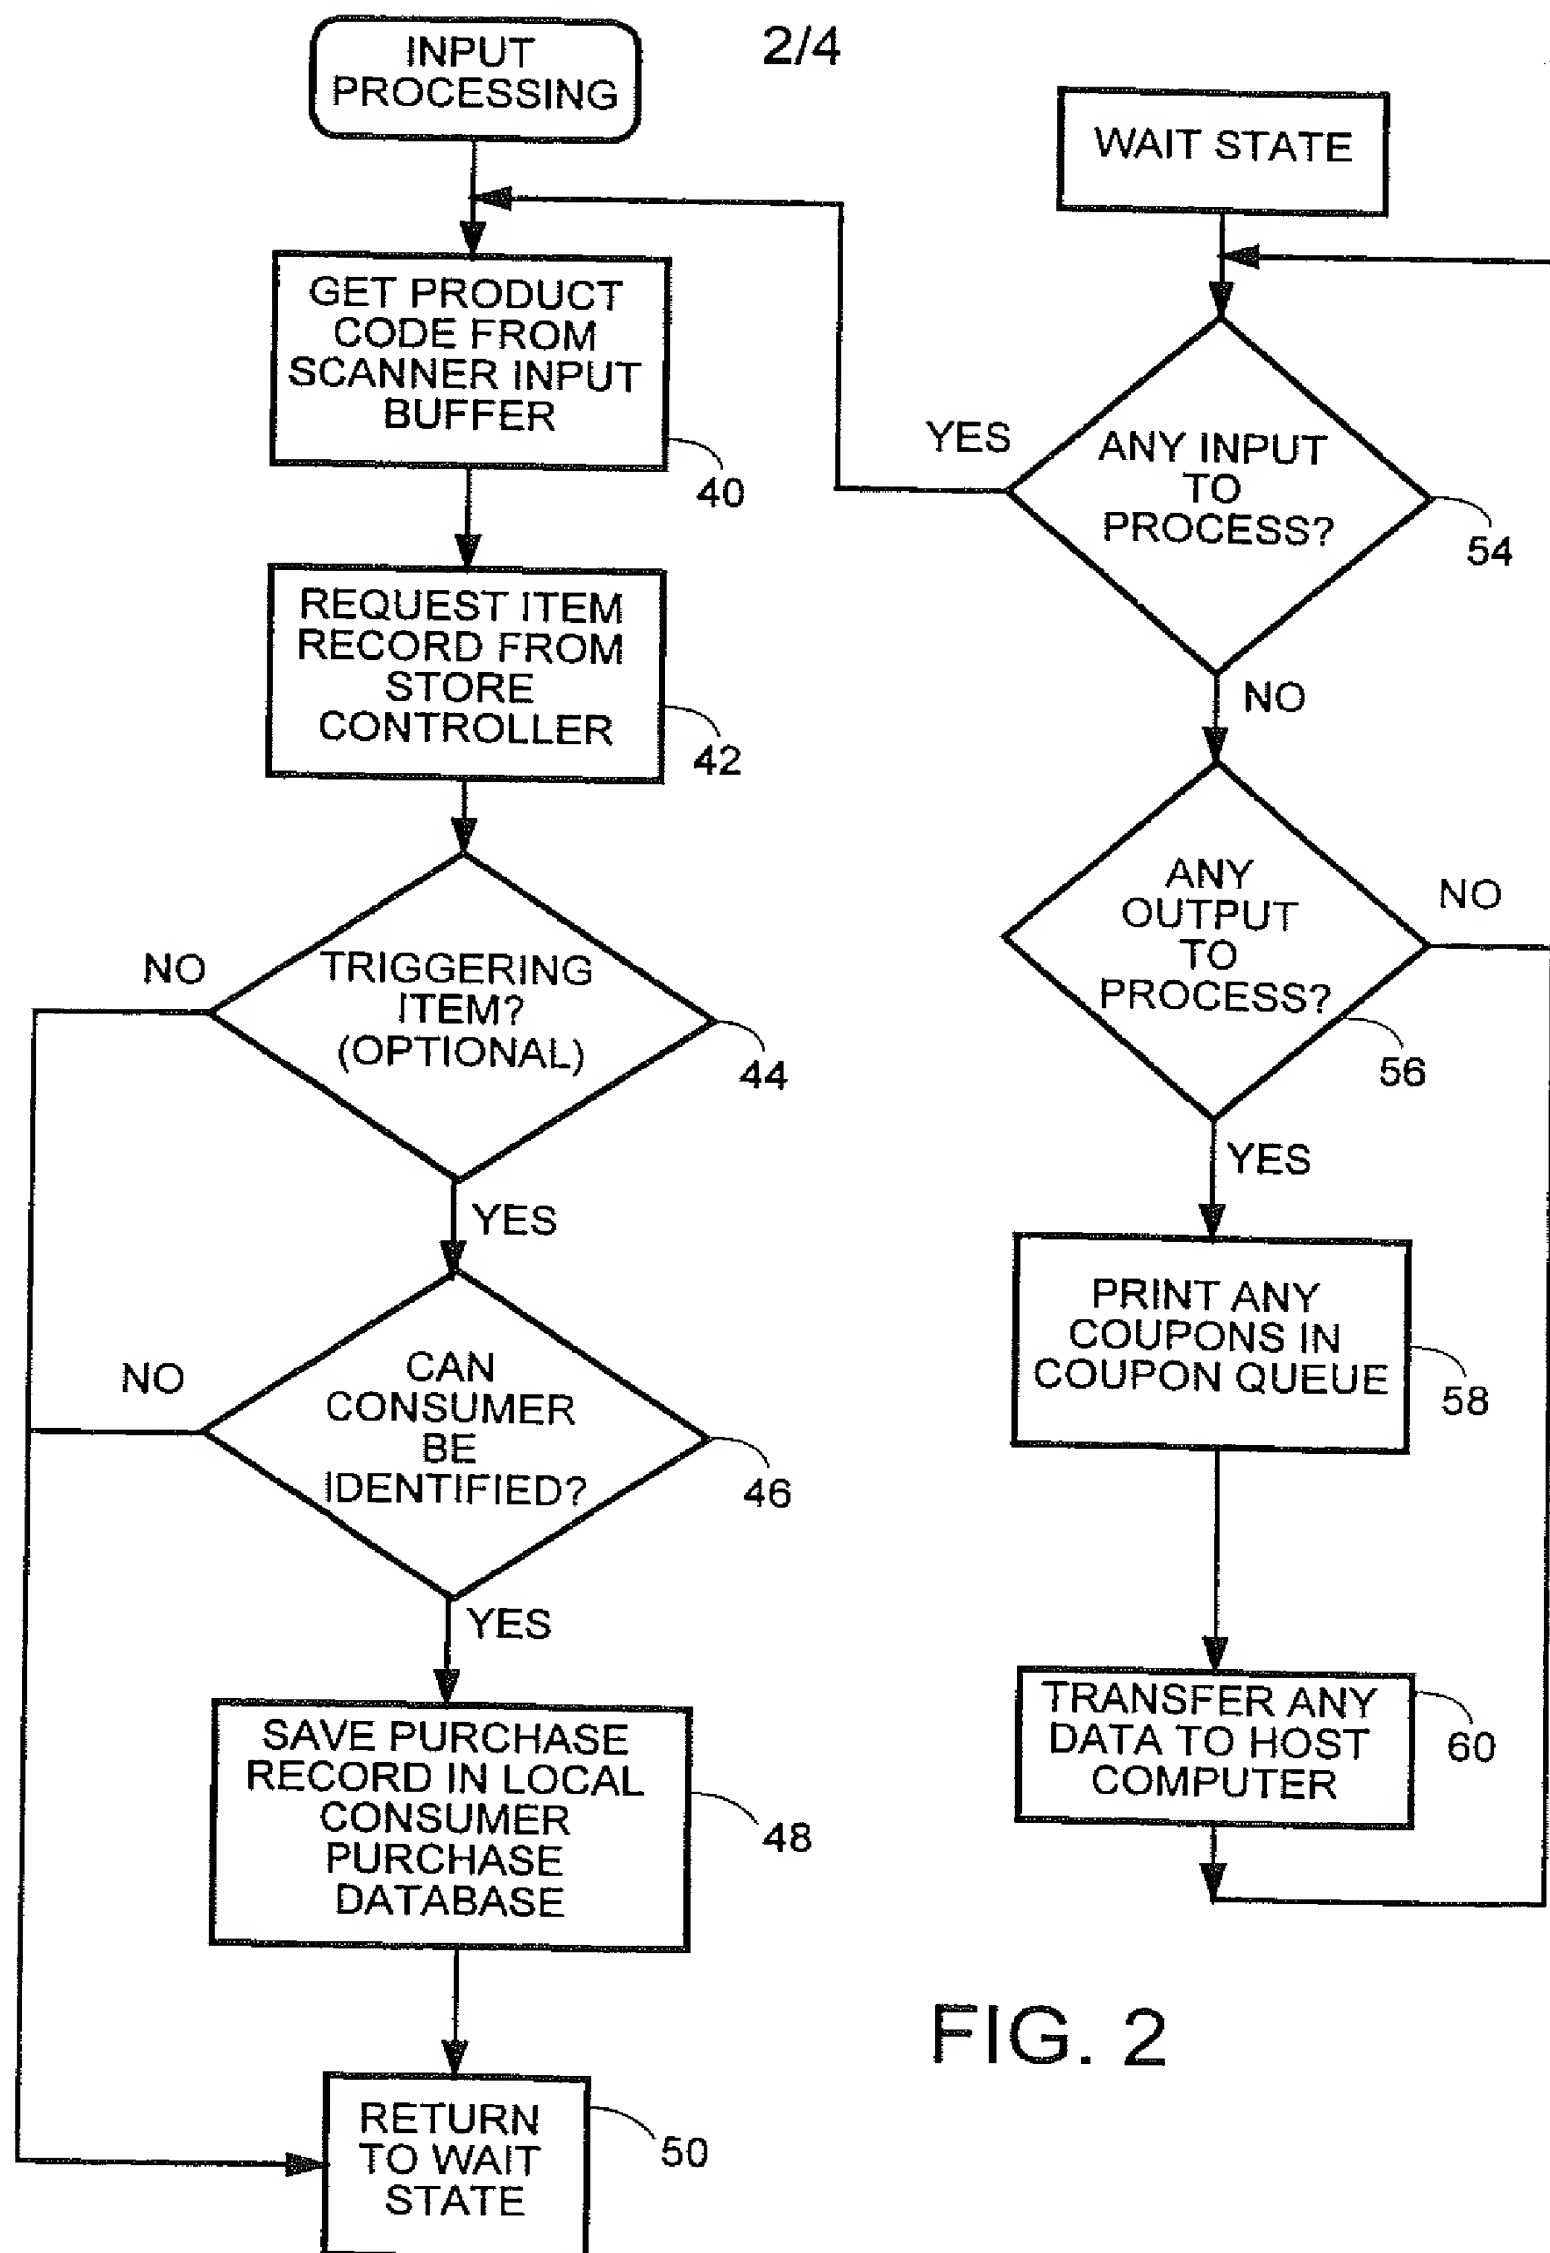 2/4
INPUT
PROCESSING
GET PRODUCT
CODE FROM
SCANNER INPUT
BUFFER
40
REQUEST ITEM
RECORD FROM
STORE
CONTROLLER
42
TRIGGERING
ITEM?
(OPTIONAL)
44
NO
YES
CAN
CONSUMER
BE
IDENTIFIED?
46
NO
YES
SAVE PURCHASE
RECORD IN LOCAL
CONSUMER
PURCHASE
DATABASE
48
RETURN
TO WAIT
STATE
50
WAIT STATE
ANY INPUT
TO
PROCESS?
54
YES
NO
ANY
OUTPUT
TO
PROCESS?
56
NO
YES
PRINT ANY
COUPONS IN
COUPON QUEUE
58
TRANSFER ANY
DATA TO HOST
COMPUTER
60
FIG. 2